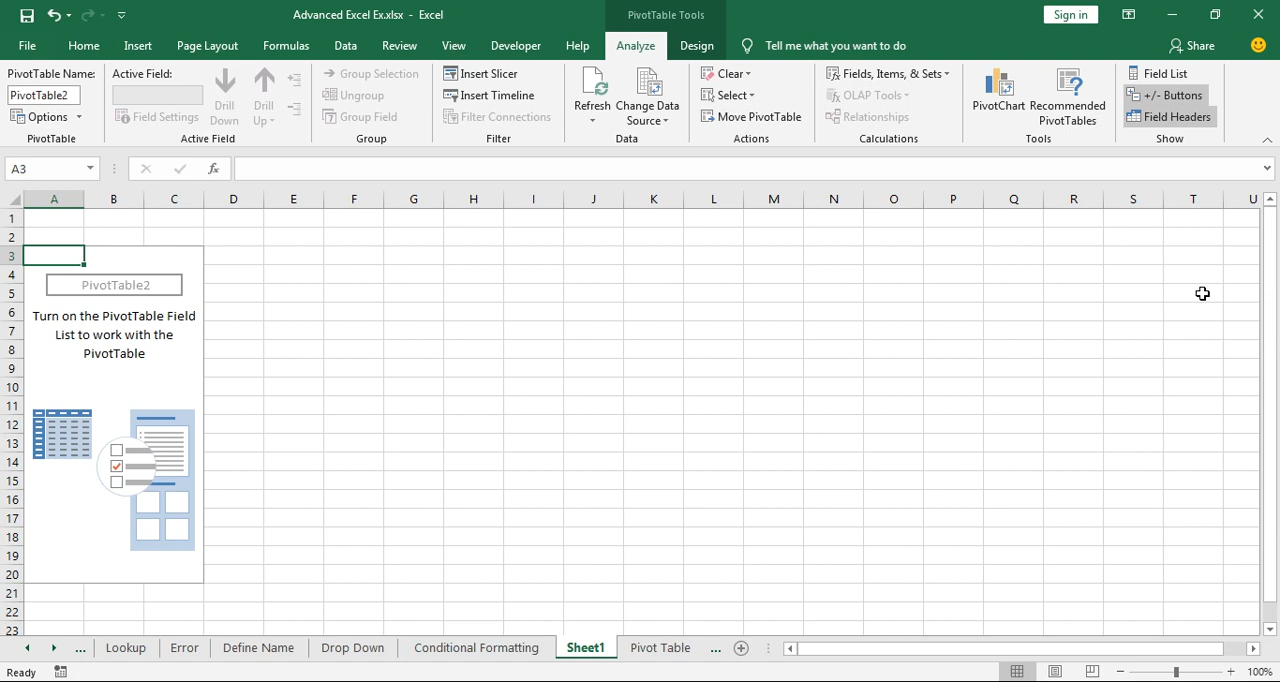 Advanced Excel Ex.xlsx - Excel
PivotTable Tools
Sign in
File Home Insert Page Layout Formulas Data Review View Developer Help Analyze Design Tell me what you want to do Share
PivotTable Name:
PivotTable2
Options
PivotTable
Active Field:
Field Settings
Drill Down
Drill Up
Active Field
Group Selection
Ungroup
Group Field
Group
Insert Slicer
Insert Timeline
Filter Connections
Filter
Refresh
Change Data Source
Data
Clear
Select
Move PivotTable
Actions
Fields, Items, & Sets
OLAP Tools
Relationships
Calculations
PivotChart
Recommended PivotTables
Tools
Field List
+/- Buttons
Field Headers
Show
A3
fx
A B C D E F G H I J K L M N O P Q R S T U
1
2
3
4
5
6
7
8
9
10
11
12
13
14
15
16
17
18
19
20
21
22
23
PivotTable2
Turn on the PivotTable Field
List to work with the
PivotTable
... Lookup Error Define Name Drop Down Conditional Formatting Sheet1 Pivot Table ...
Ready
100%